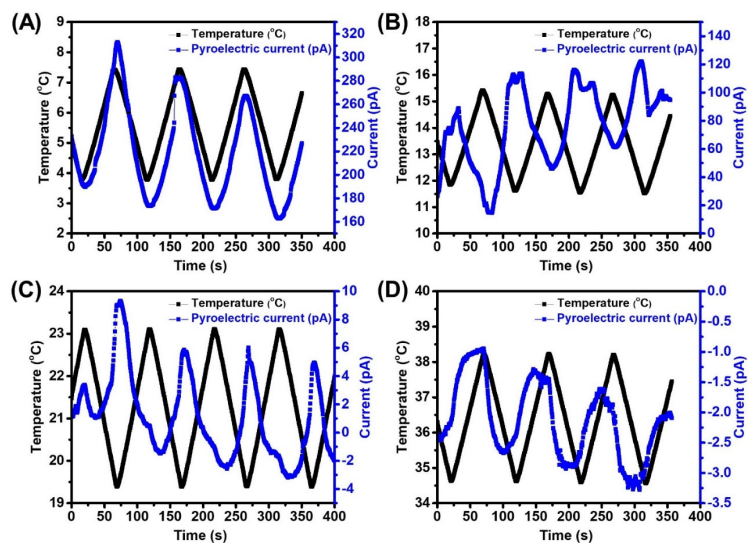 (A)
Temperature (°C)
Pyroelectric current (pA)
9
8
7
6
5
4
3
2
320
300
280
260
240
220
200
180
160
0 50 100 150 200 250 300 350 400
Temperature (°C)
Current (pA)
Time (s)
(B)
Temperature (°C)
Pyroelectric current (pA)
18
17
16
15
14
13
12
11
10
140
120
100
80
60
40
20
0
0 50 100 150 200 250 300 350 400
Temperature (°C)
Current (pA)
Time (s)
(C)
Temperature (°C)
Pyroelectric current (pA)
24
23
22
21
20
19
10
8
6
4
2
0
-2
-4
0 50 100 150 200 250 300 350 400
Temperature (°C)
Current (pA)
Time (s)
(D)
Temperature (°C)
Pyroelectric current (pA)
40
39
38
37
36
35
34
0.0
-0.5
-1.0
-1.5
-2.0
-2.5
-3.0
-3.5
0 50 100 150 200 250 300 350 400
Temperature (°C)
Current (pA)
Time (s)